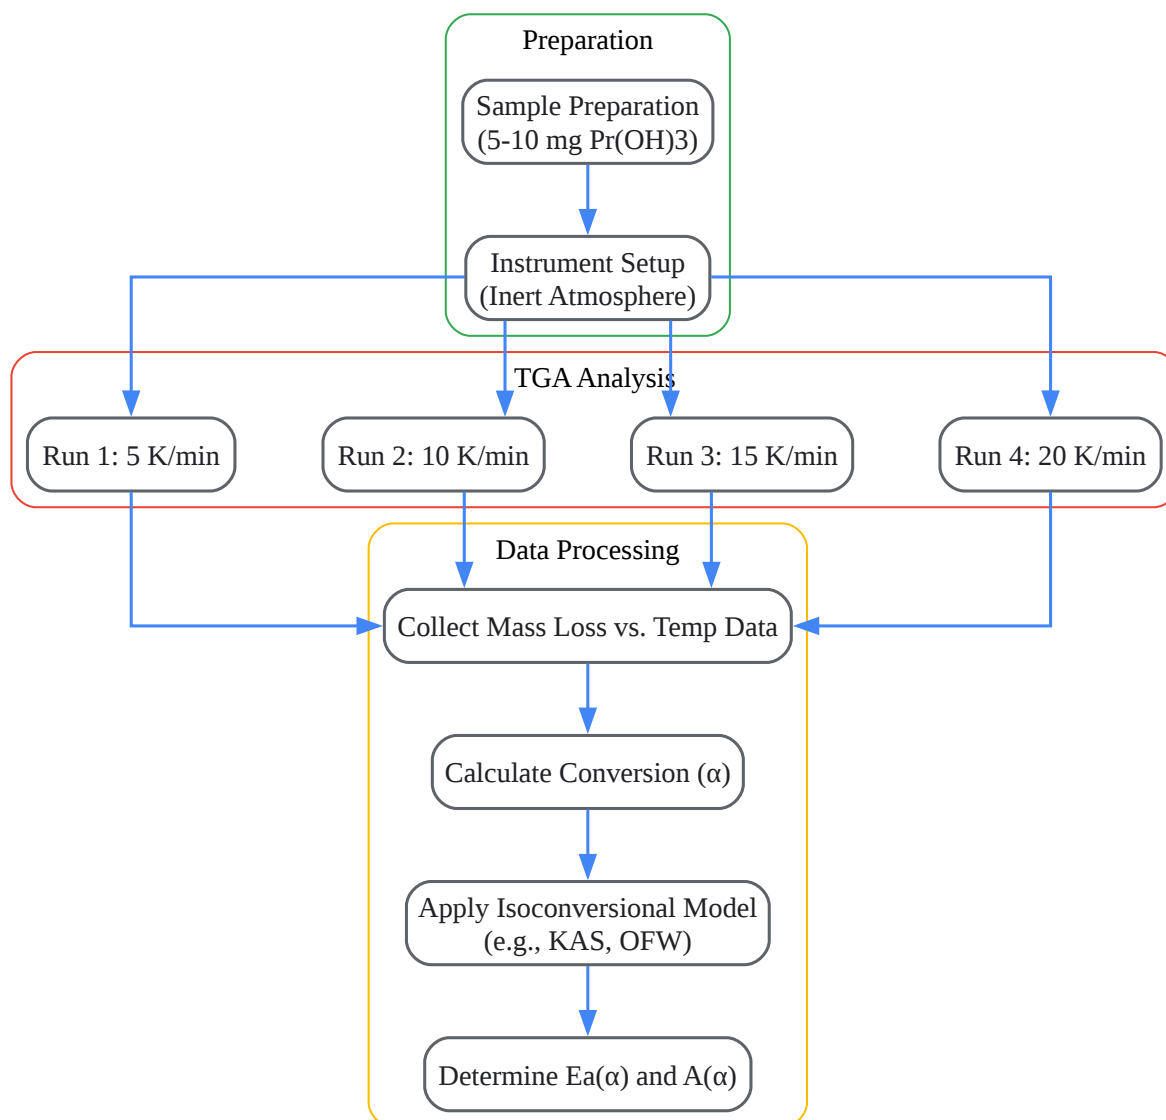 Preparation
Sample Preparation
(5-10 mg Pr(OH)3)
Instrument Setup
(Inert Atmosphere)
TGA Analysis
Run 1: 5 K/min
Run 2: 10 K/min
Run 3: 15 K/min
Run 4: 20 K/min
Data Processing
Collect Mass Loss vs. Temp Data
Calculate Conversion (α)
Apply Isoconversional Model
(e.g., KAS, OFW)
Determine Ea(α) and A(α)